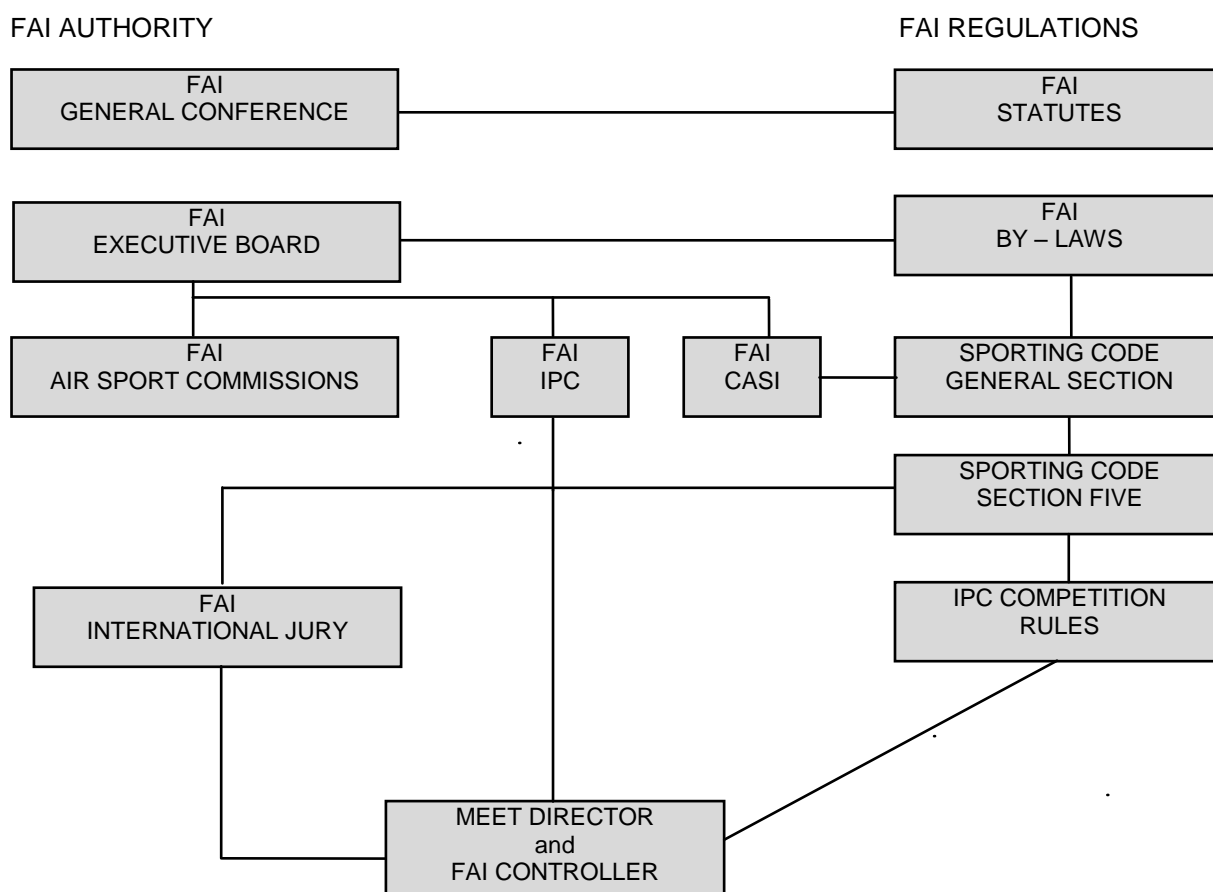 FAI AUTHORITY
FAI REGULATIONS
FAI
GENERAL CONFERENCE
FAI
STATUTES
FAI
EXECUTIVE BOARD
FAI
BY – LAWS
FAI
AIR SPORT COMMISSIONS
FAI
IPC
FAI
CASI
SPORTING CODE
GENERAL SECTION
SPORTING CODE
SECTION FIVE
FAI
INTERNATIONAL JURY
IPC COMPETITION
RULES
MEET DIRECTOR
and
FAI CONTROLLER